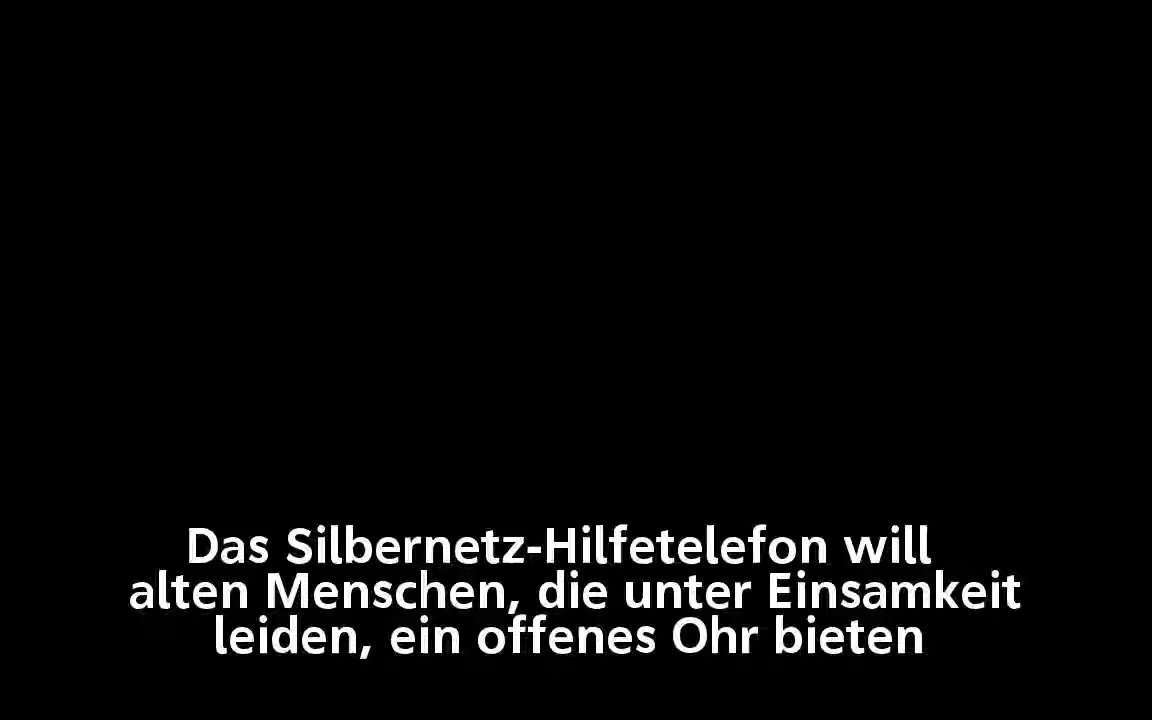 Das Silbernetz-Hilfetelefon will
alten Menschen, die unter Einsamkeit
leiden, ein offenes Ohr bieten